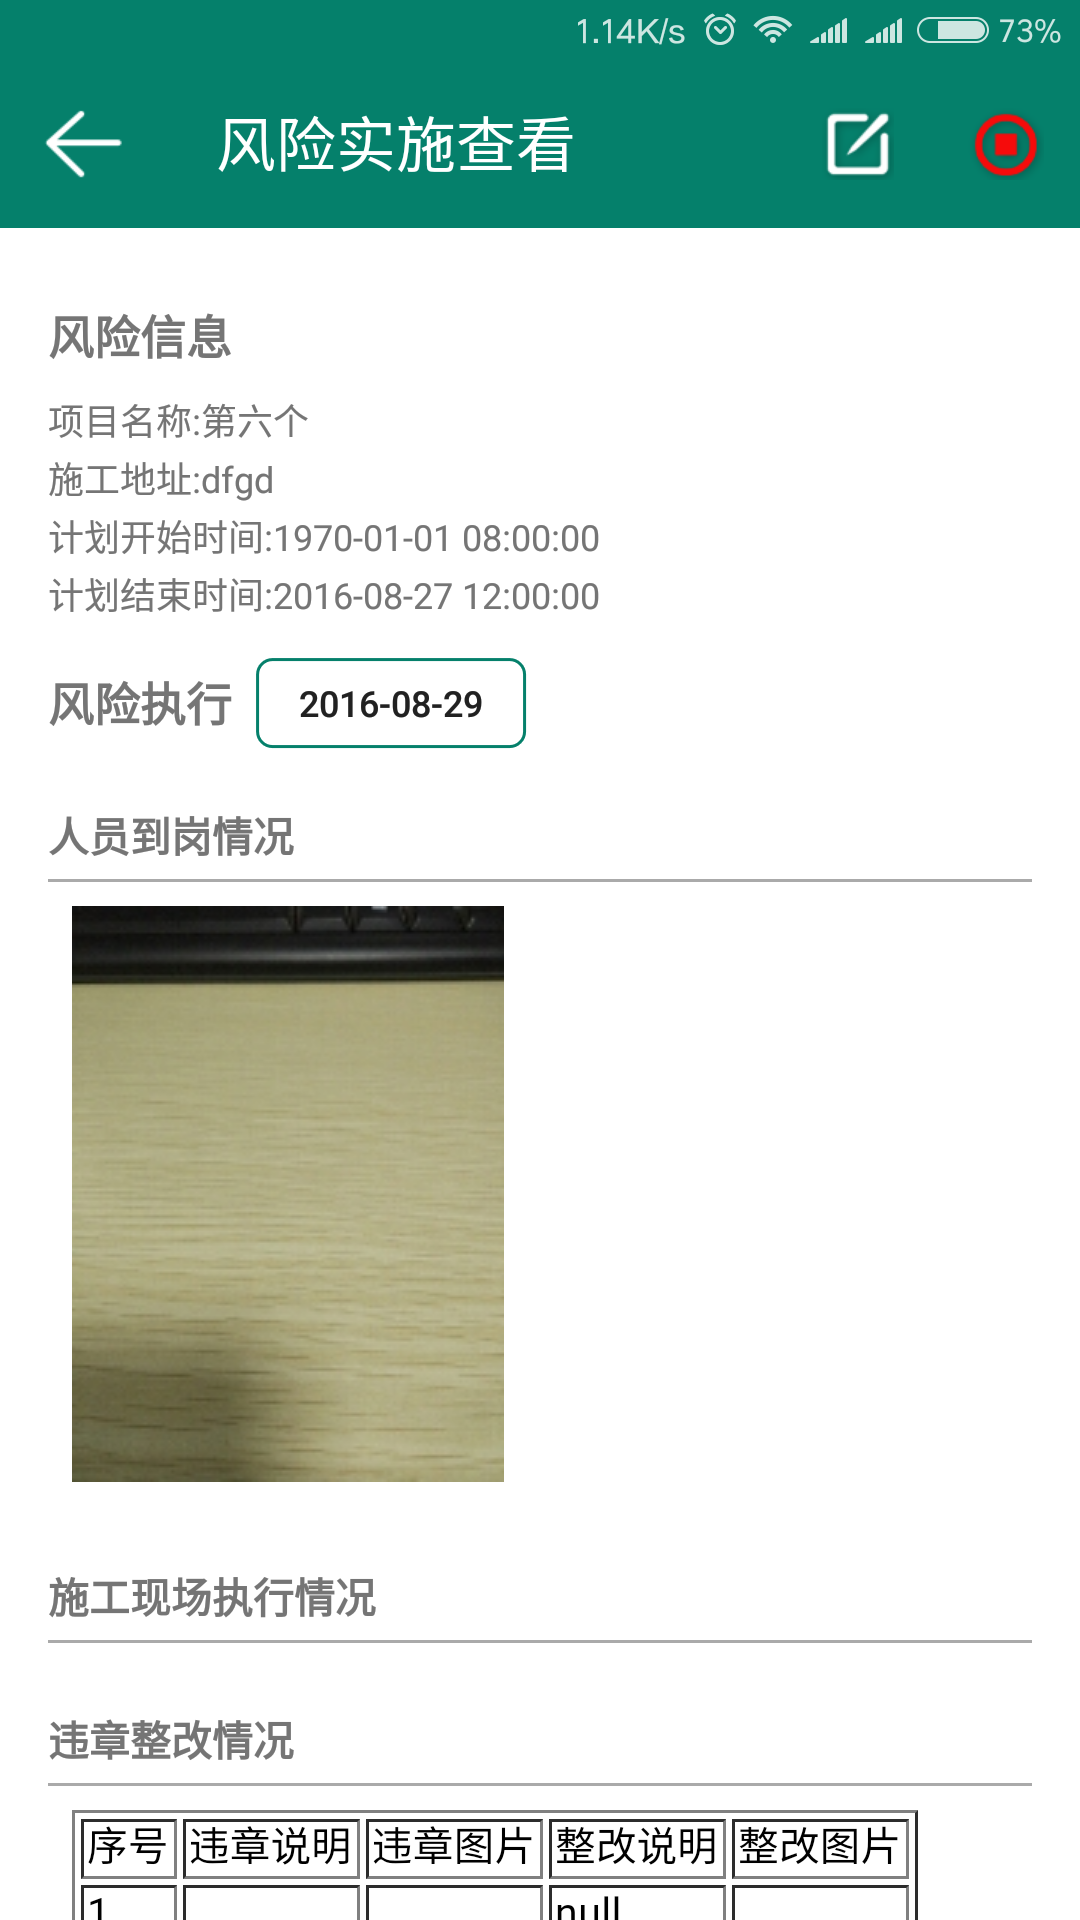 1.14K/s 73%
风险实施查看
风险信息
项目名称:第六个
施工地址:dfgd
计划开始时间:1970-01-01 08:00:00
计划结束时间:2016-08-27 12:00:00
风险执行 2016-08-29
人员到岗情况
施工现场执行情况
违章整改情况
序号 违章说明 违章图片 整改说明 整改图片
1 null